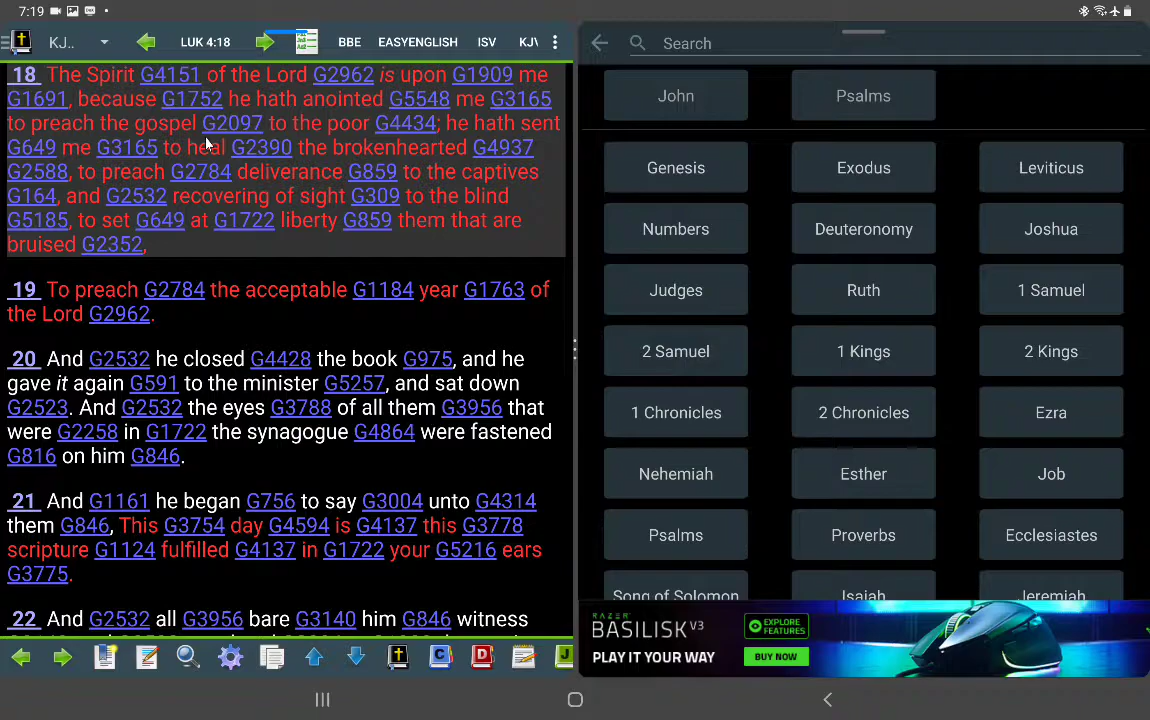 7:19
KJ..
LUK 4:18
BBE
EASYENGLISH
ISV
KJV
18 The Spirit G4151 of the Lord G2962 is upon G1909 me
G1691, because G1752 he hath anointed G5548 me G3165
to preach the gospel G2097 to the poor G4434; he hath sent
G649 me G3165 to heal G2390 the brokenhearted G4937
G2588, to preach G2784 deliverance G859 to the captives
G164, and G2532 recovering of sight G309 to the blind
G5185, to set G649 at G1722 liberty G859 them that are
bruised G2352,
19 To preach G2784 the acceptable G1184 year G1763 of
the Lord G2962.
20 And G2532 he closed G4428 the book G975, and he
gave it again G591 to the minister G5257, and sat down
G2523. And G2532 the eyes G3788 of all them G3956 that
were G2258 in G1722 the synagogue G4864 were fastened
G816 on him G846.
21 And G1161 he began G756 to say G3004 unto G4314
them G846, This G3754 day G4594 is G4137 this G3778
scripture G1124 fulfilled G4137 in G1722 your G5216 ears
G3775.
22 And G2532 all G3956 bare G3140 him G846 witness
C
D
J
Search
John
Psalms
Genesis
Exodus
Leviticus
Numbers
Deuteronomy
Joshua
Judges
Ruth
1 Samuel
2 Samuel
1 Kings
2 Kings
1 Chronicles
2 Chronicles
Ezra
Nehemiah
Esther
Job
Psalms
Proverbs
Ecclesiastes
Song of Solomon
Isaiah
Jeremiah
RAZER
BASILISK V3
PLAY IT YOUR WAY
EXPLORE
FEATURES
BUY NOW